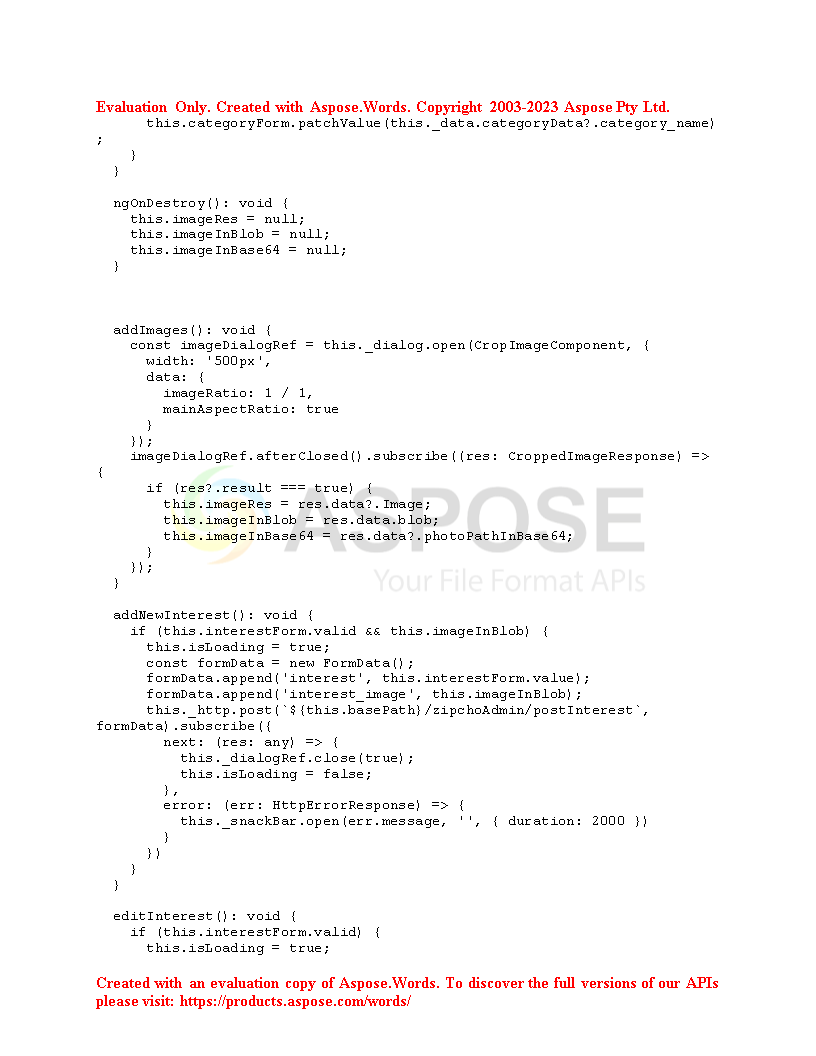 Evaluation Only. Created with Aspose.Words. Copyright 2003-2023 Aspose Pty Ltd.
      this.categoryForm.patchValue(this._data.categoryData?.category_name)
;
    }
  }

  ngOnDestroy(): void {
    this.imageRes = null;
    this.imageInBlob = null;
    this.imageInBase64 = null;
  }

  addImages(): void {
    const imageDialogRef = this._dialog.open(CropImageComponent, {
      width: '500px',
      data: {
        imageRatio: 1 / 1,
        mainAspectRatio: true
      }
    });
    imageDialogRef.afterClosed().subscribe((res: CroppedImageResponse) =>
{
      if (res?.result === true) {
        this.imageRes = res.data?.Image;
        this.imageInBlob = res.data.blob;
        this.imageInBase64 = res.data?.photoPathInBase64;
      }
    });
  }
ASPOSE
Your File Format APIs

  addNewInterest(): void {
    if (this.interestForm.valid && this.imageInBlob) {
      this.isLoading = true;
      const formData = new FormData();
      formData.append('interest', this.interestForm.value);
      formData.append('interest_image', this.imageInBlob);
      this._http.post(`${this.basePath}/zipchoAdmin/postInterest`,
formData).subscribe({
        next: (res: any) => {
          this._dialogRef.close(true);
          this.isLoading = false;
        },
        error: (err: HttpErrorResponse) => {
          this._snackBar.open(err.message, '', { duration: 2000 })
        }
      })
    }
  }

  editInterest(): void {
    if (this.interestForm.valid) {
      this.isLoading = true;
Created with an evaluation copy of Aspose.Words. To discover the full versions of our APIs
please visit: https://products.aspose.com/words/